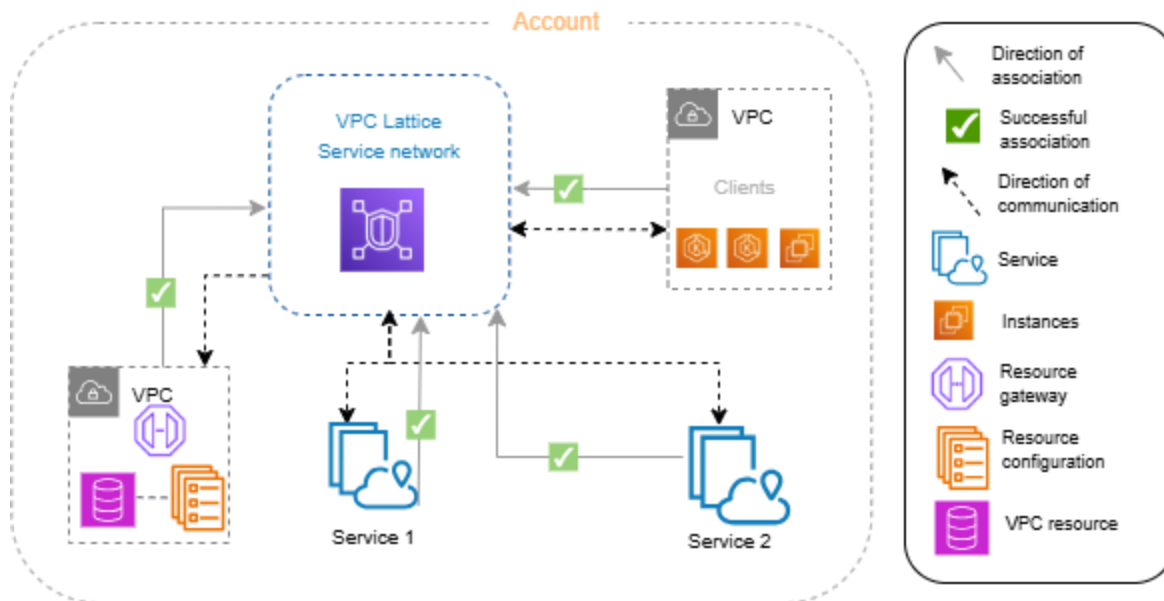 Account
VPC Lattice
Service network
VPC
Clients
VPC
Service 1
Service 2
Direction of
association
Successful
association
Direction of
communication
Service
Instances
Resource
gateway
Resource
configuration
VPC resource